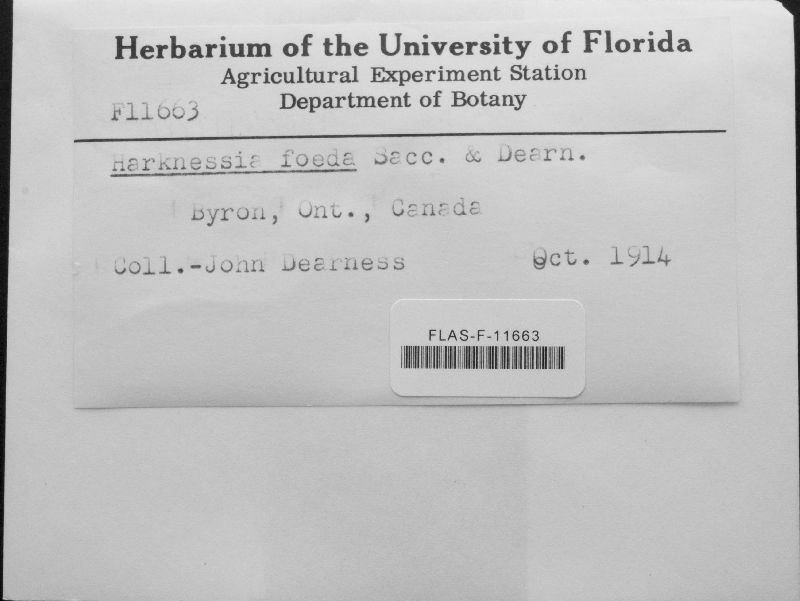 Herbarium of the University of Florida
Agricultural Experiment Station
Department of Botany
F11663
Harknessia foeda Sacc. & Dearn.
Byron, Ont., Canada
Coll.-John Dearness Oct. 1914
FLAS-F-11663